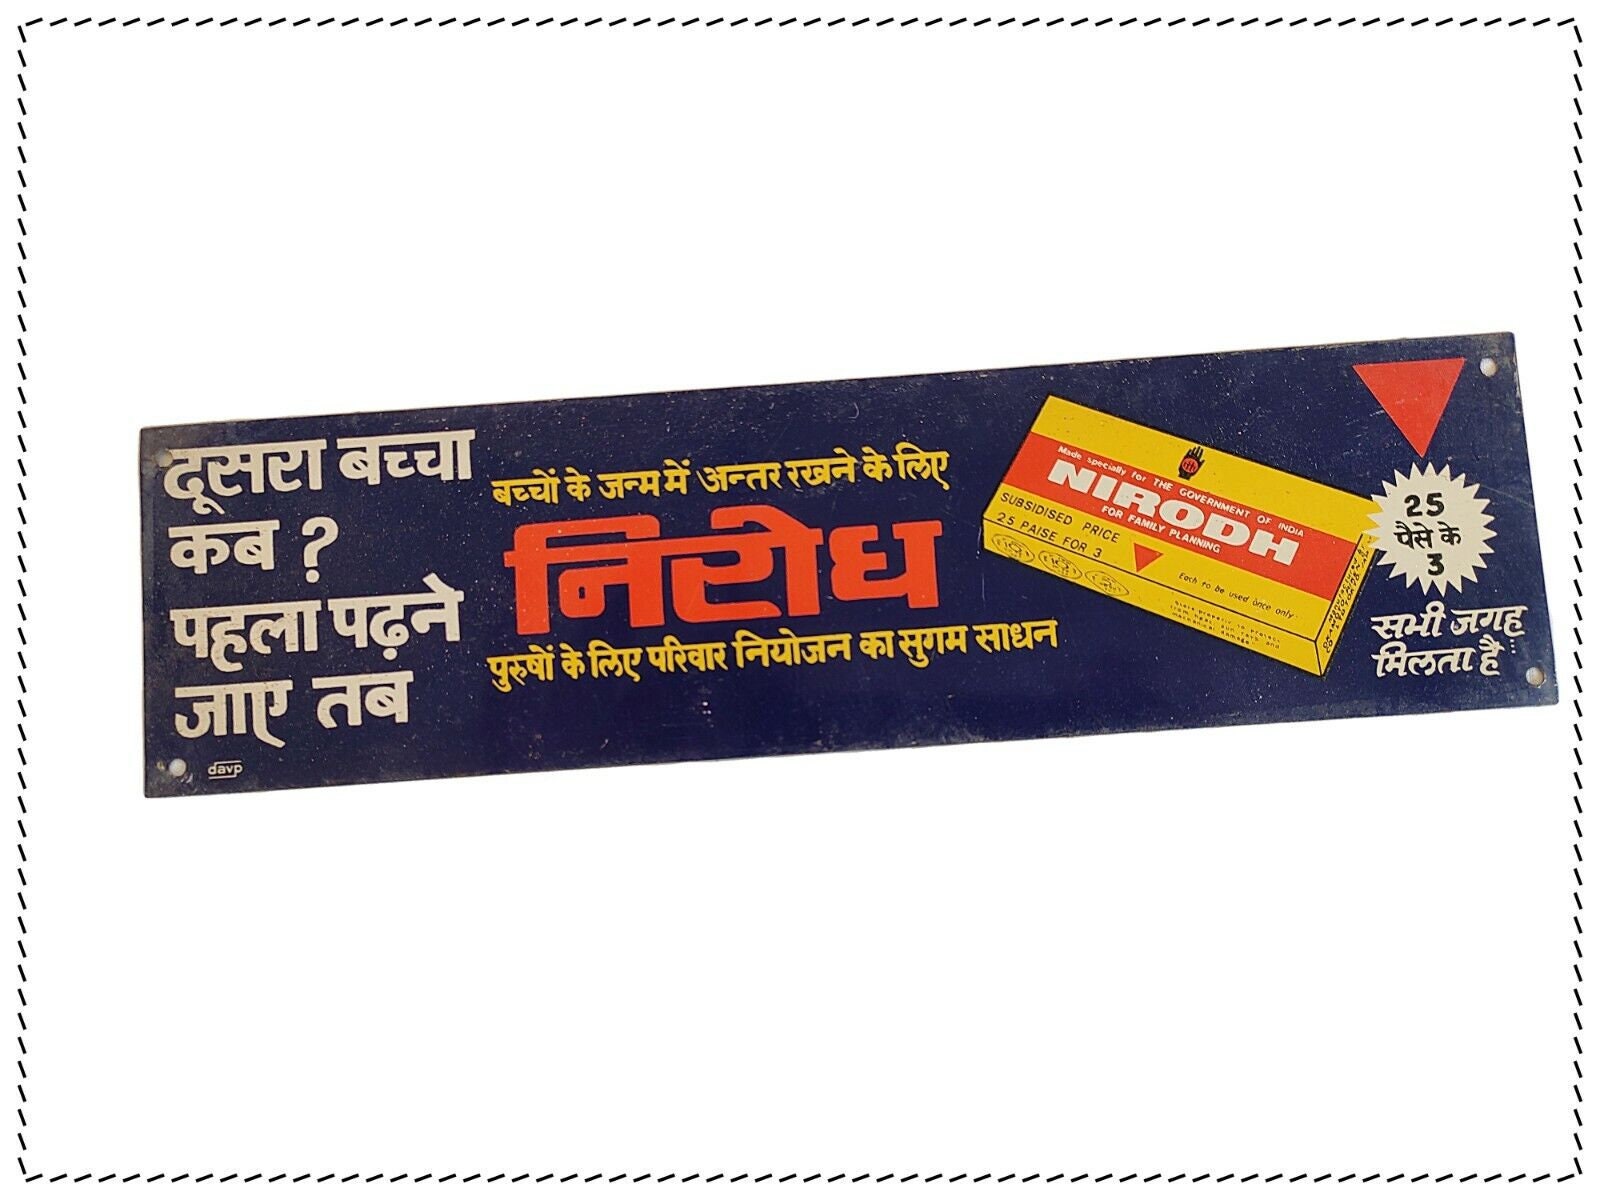 दूसरा बच्चा
कब ?
पहला पढ़ने
जाए तब
davp
बच्चों के जन्म में अन्तर रखने के लिए
निरोध
पुरुषों के लिए परिवार नियोजन का सुगम साधन
Made specially for THE GOVERNMENT OF INDIA
NIRODH
FOR FAMILY PLANNING
SUBSIDISED PRICE
25 PAISE FOR 3
Each to be used once only
25
पैसे के
3
सभी जगह
मिलता है...